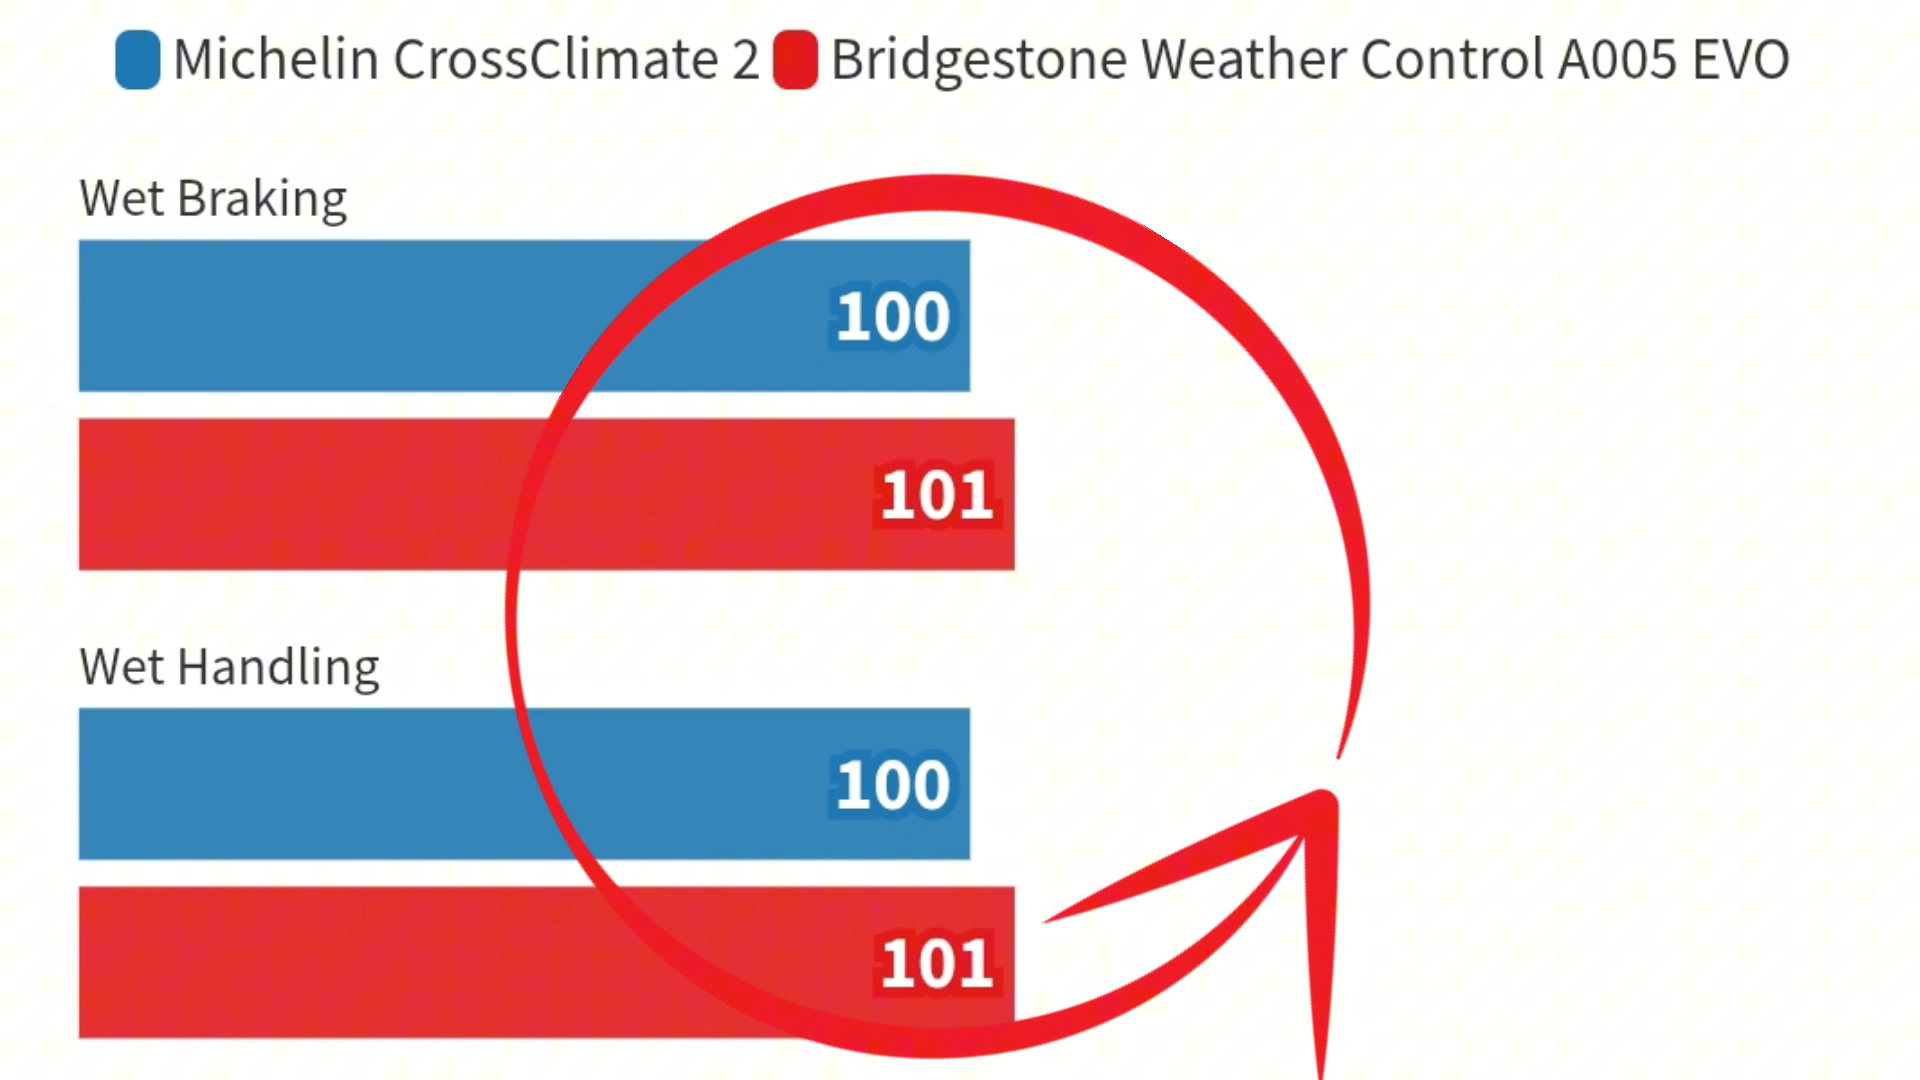 Michelin CrossClimate 2 Bridgestone Weather Control A005 EVO
Wet Braking
100
101
Wet Handling
100
101